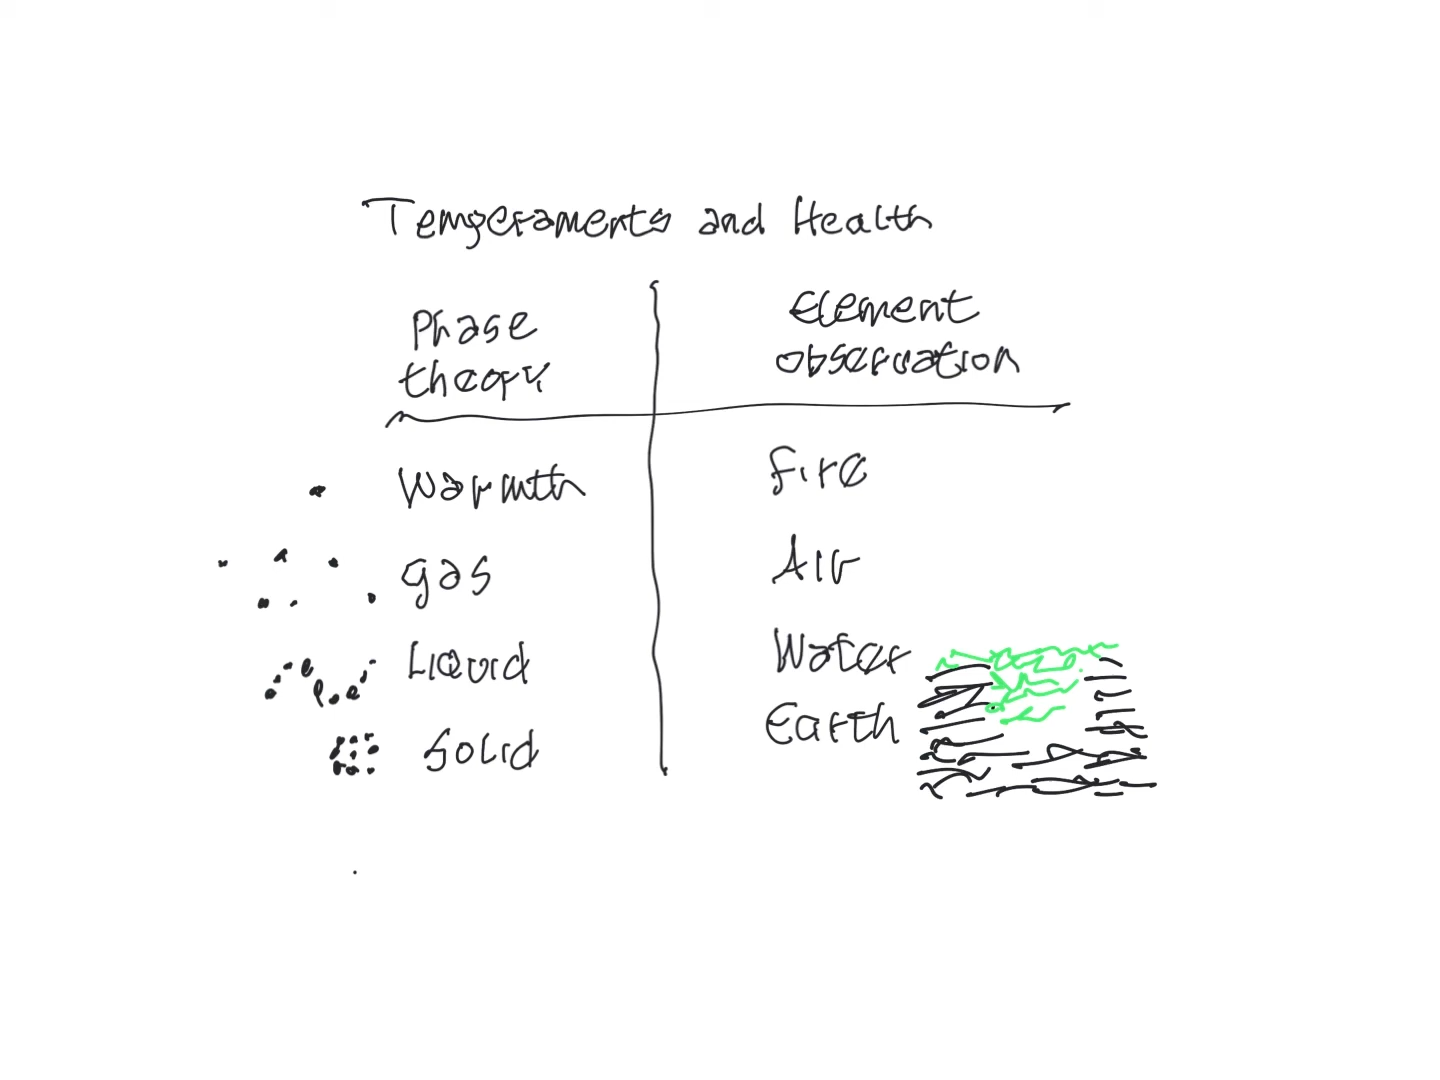 Temperaments and Health
Phase
theory
Element
observation
Warmth
Fire
gas
Air
Liquid
Water
Solid
Earth